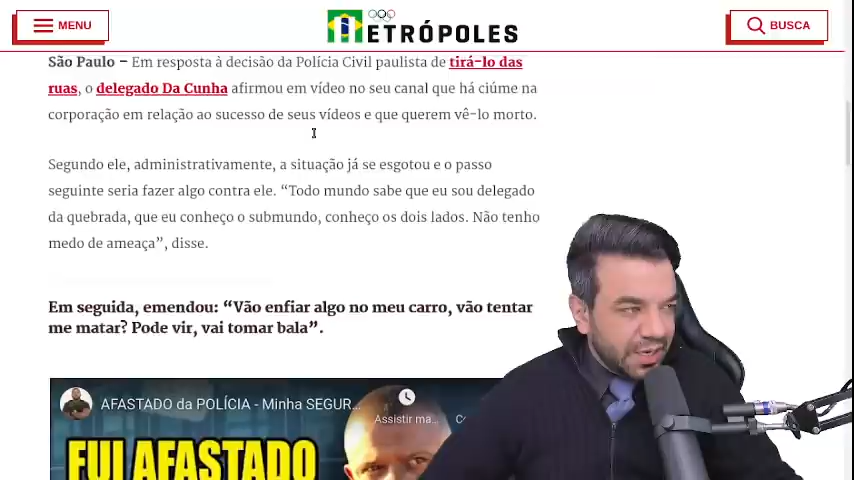 MENU
METRÓPOLES
BUSCA
São Paulo – Em resposta à decisão da Polícia Civil paulista de tirá-lo das
ruas, o delegado Da Cunha afirmou em vídeo no seu canal que há ciúme na
corporação em relação ao sucesso de seus vídeos e que querem vê-lo morto.
Segundo ele, administrativamente, a situação já se esgotou e o passo
seguinte seria fazer algo contra ele. “Todo mundo sabe que eu sou delegado
da quebrada, que eu conheço o submundo, conheço os dois lados. Não tenho
medo de ameaça”, disse.
Em seguida, emendou: “Vão enfiar algo no meu carro, vão tentar
me matar? Pode vir, vai tomar bala”.
AFASTADO da POLÍCIA - Minha SEGUR...
Assistir ma...
FUI AFASTADO